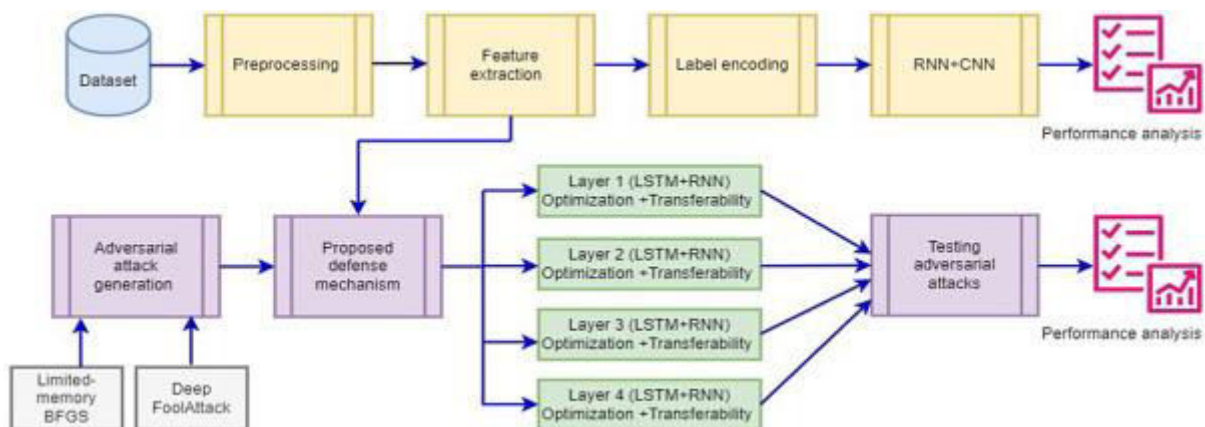 Dataset
Preprocessing
Feature
extraction
Label encoding
RNN+CNN
Performance analysis
Adversarial
attack
generation
Proposed
defense
mechanism
Layer 1 (LSTM+RNN)
Optimization +Transferability
Layer 2 (LSTM+RNN)
Optimization +Transferability
Layer 3 (LSTM+RNN)
Optimization +Transferability
Layer 4 (LSTM+RNN)
Optimization +Transferability
Testing
adversarial
attacks
Performance analysis
Limited-
memory
BFGS
Deep
FoolAttack